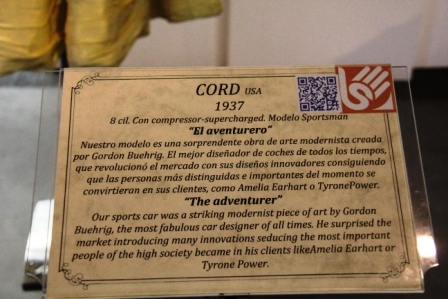 CORD USA
1937
8 cil. Con compressor-supercharged. Modelo Sportsman
"El aventurero"
Nuestro modelo es una sorprendente obra de arte modernista creada
por Gordon Buehrig. El mejor diseñador de coches de todos los tiempos,
que revolucionó el mercado con sus diseños innovadores consiguiendo
que las personas más distinguidas e importantes del momento se
convirtieran en sus clientes, como Amelia Earhart o TyronePower.
"The adventurer"
Our sports car was a striking modernist piece of art by Gordon
Buehrig, the most fabulous car designer of all times. He surprised the
market introducing many innovations seducing the most important
people of the high society became in his clients likeAmelia Earhart or
Tyrone Power.